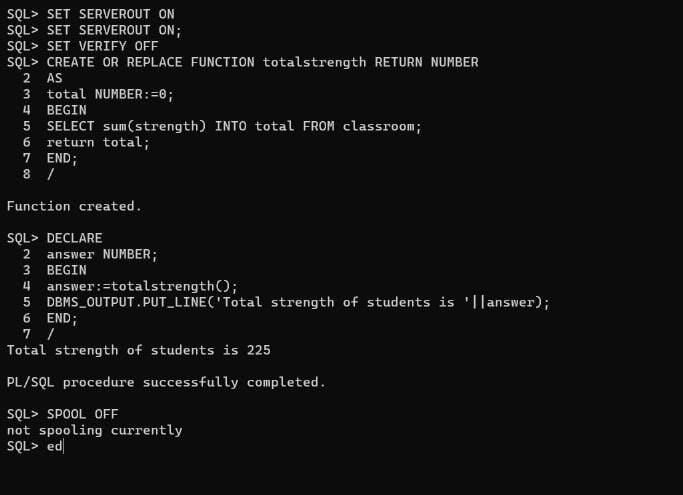 SQL> SET SERVEROUT ON
SQL> SET SERVEROUT ON;
SQL> SET VERIFY OFF
SQL> CREATE OR REPLACE FUNCTION totalstrength RETURN NUMBER
  2  AS
  3  total NUMBER:=0;
  4  BEGIN
  5  SELECT sum(strength) INTO total FROM classroom;
  6  return total;
  7  END;
  8  /
Function created.
SQL> DECLARE
  2  answer NUMBER;
  3  BEGIN
  4  answer:=totalstrength();
  5  DBMS_OUTPUT.PUT_LINE('Total strength of students is '||answer);
  6  END;
  7  /
Total strength of students is 225
PL/SQL procedure successfully completed.
SQL> SPOOL OFF
not spooling currently
SQL> ed